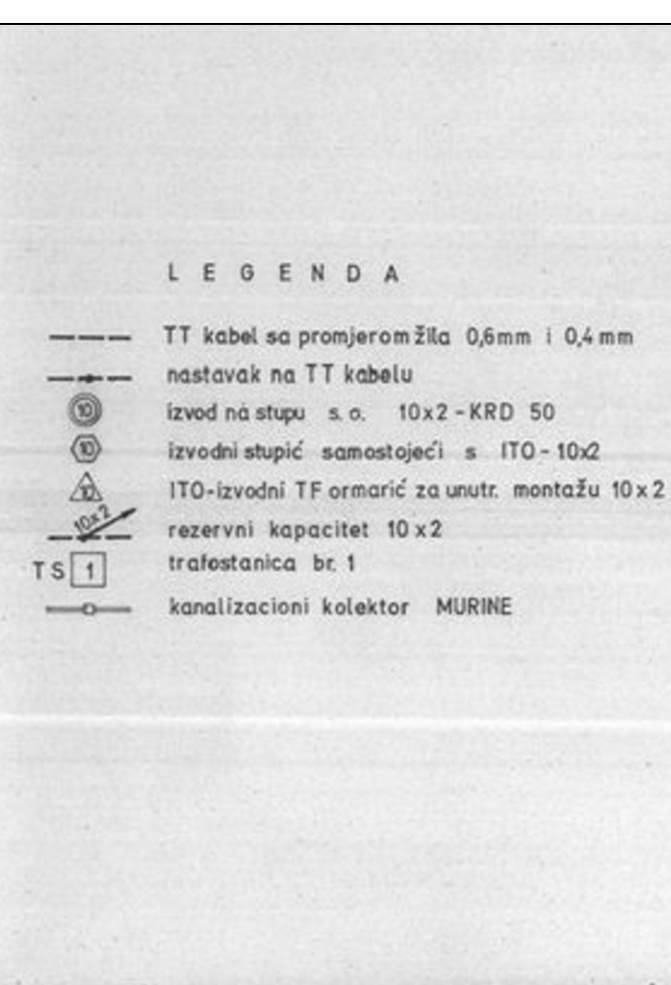 LEGENDA
TT kabel sa promjerom žila 0,6mm i 0,4mm
nastavak na TT kabelu
10 izvod na stupu s.o. 10x2-KRD 50
10 izvodni stupić samostojeći s ITO-10x2
10 ITO-izvodni TF ormarić za unutr. montažu 10x2
10x2 rezervni kapacitet 10x2
TS 1 trafostanica br. 1
kanalizacioni kolektor MURINE